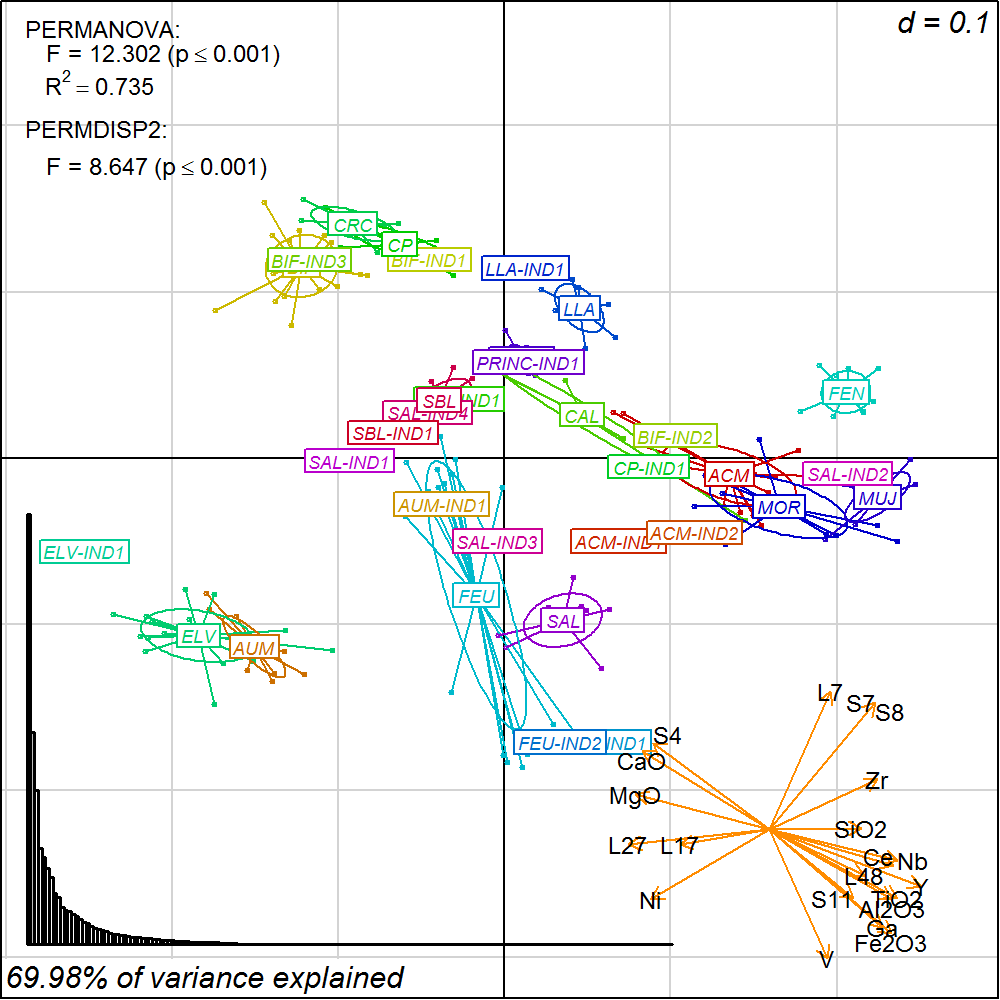 PERMANOVA:
d = 0.1
F = 12.302 (p ≤ 0.001)
R² = 0.735
PERMDISP2:
F = 8.647 (p ≤ 0.001)
CRC
CP
BIF-IND3
BIF-IND1
LLA-IND1
LLA
PRINC-IND1
FEN
SBL
IND1
SAL-IND4
CAL
SBL-IND1
BIF-IND2
SAL-IND1
CP-IND1
ACM
SAL-IND2
AUM-IND1
MOR
MUJ
ELV-IND1
SAL-IND3
ACM-IND1
ACM-IND2
FEU
SAL
ELV
AUM
L7
S7
S8
FEU-IND2
IND1
S4
CaO
Zr
MgO
SiO2
L27
L17
Ce
Nb
L48
Y
Ni
S11
TiO2
Al2O3
Ga
Fe2O3
V
69.98% of variance explained